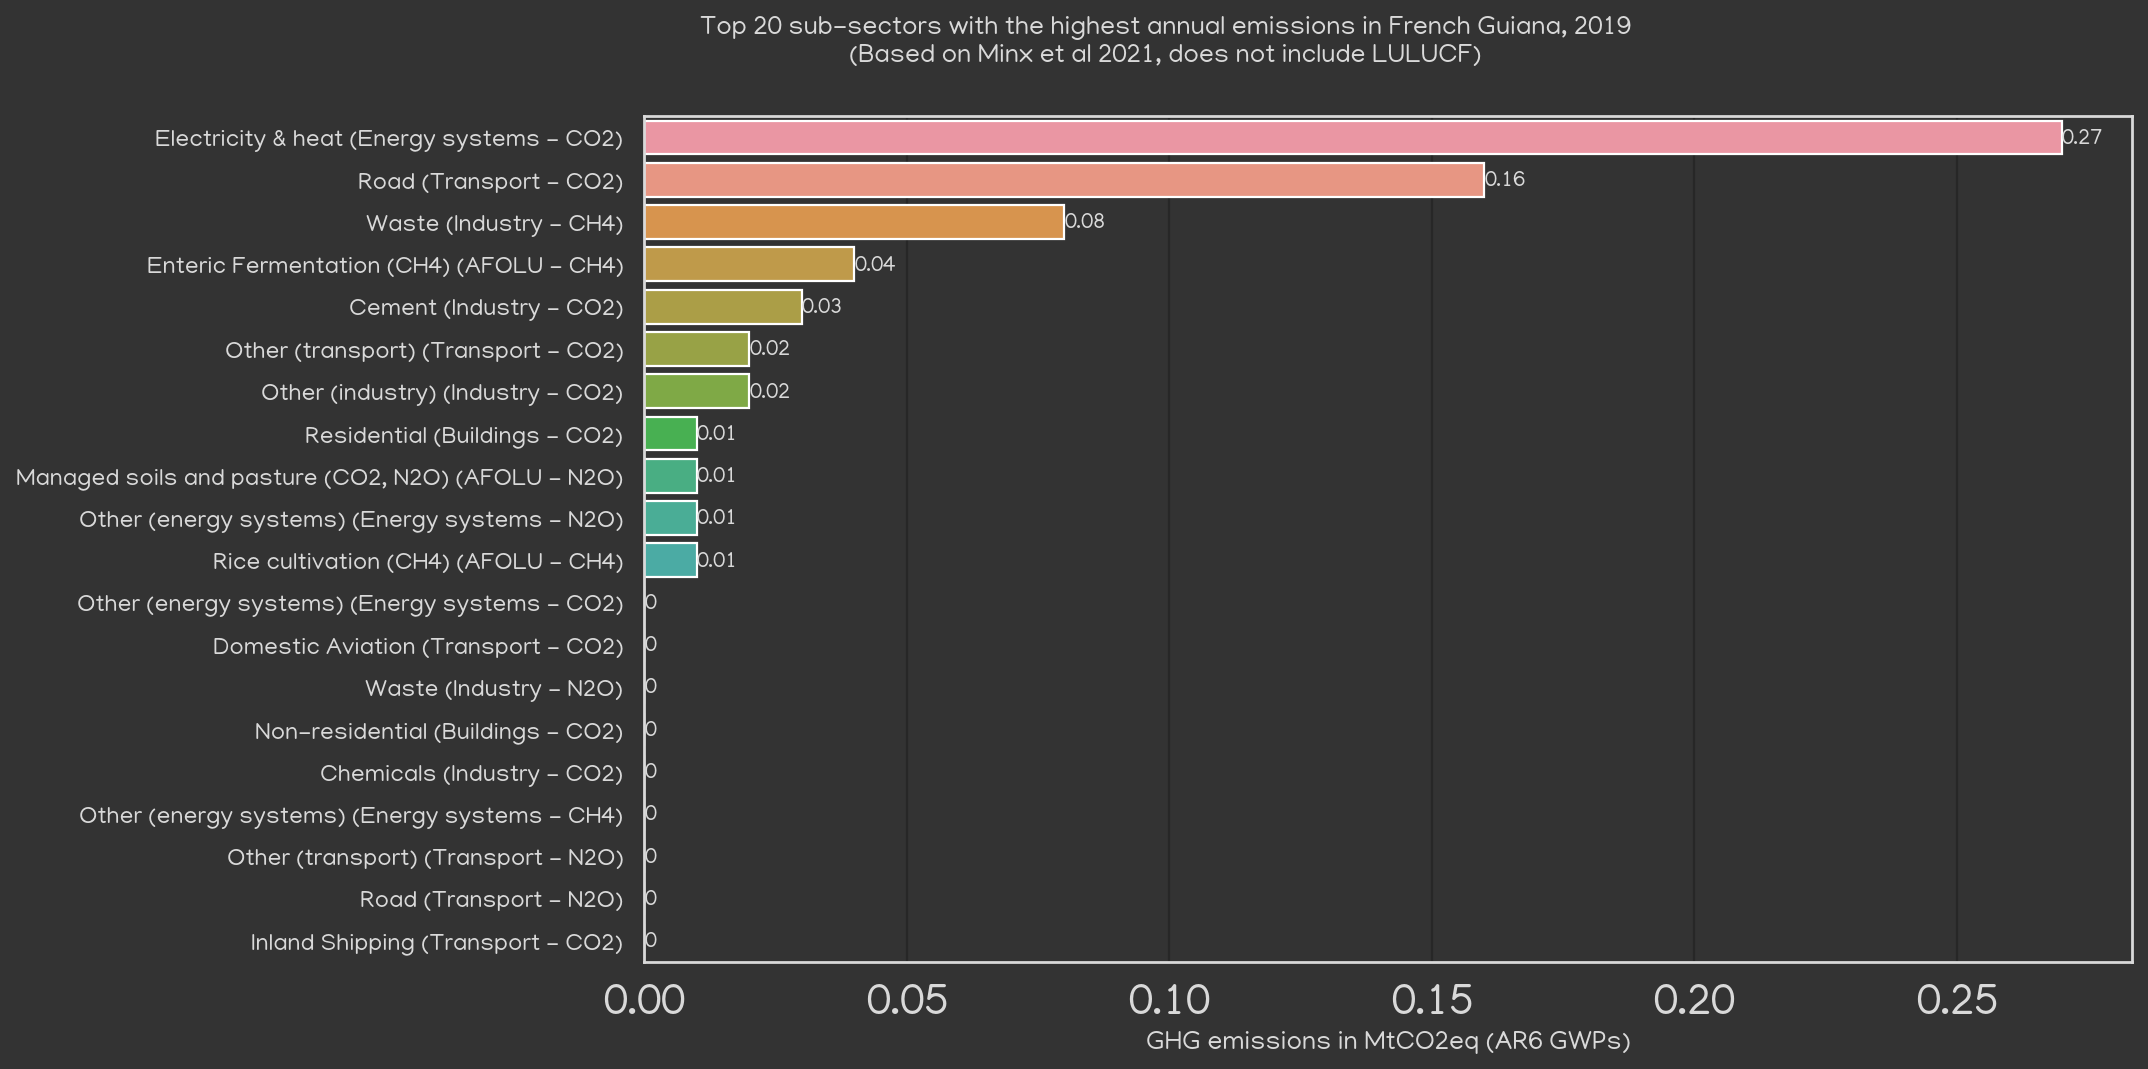 Top 20 sub-sectors with the highest annual emissions in French Guiana, 2019
(Based on Minx et al 2021, does not include LULUCF)
Electricity & heat (Energy systems - CO2) 0.27
Road (Transport - CO2) 0.16
Waste (Industry - CH4) 0.08
Enteric Fermentation (CH4) (AFOLU - CH4) 0.04
Cement (Industry - CO2) 0.03
Other (transport) (Transport - CO2) 0.02
Other (industry) (Industry - CO2) 0.02
Residential (Buildings - CO2) 0.01
Managed soils and pasture (CO2, N2O) (AFOLU - N2O) 0.01
Other (energy systems) (Energy systems - N2O) 0.01
Rice cultivation (CH4) (AFOLU - CH4) 0.01
Other (energy systems) (Energy systems - CO2) 0
Domestic Aviation (Transport - CO2) 0
Waste (Industry - N2O) 0
Non-residential (Buildings - CO2) 0
Chemicals (Industry - CO2) 0
Other (energy systems) (Energy systems - CH4) 0
Other (transport) (Transport - N2O) 0
Road (Transport - N2O) 0
Inland Shipping (Transport - CO2) 0
0.00 0.05 0.10 0.15 0.20 0.25
GHG emissions in MtCO2eq (AR6 GWPs)